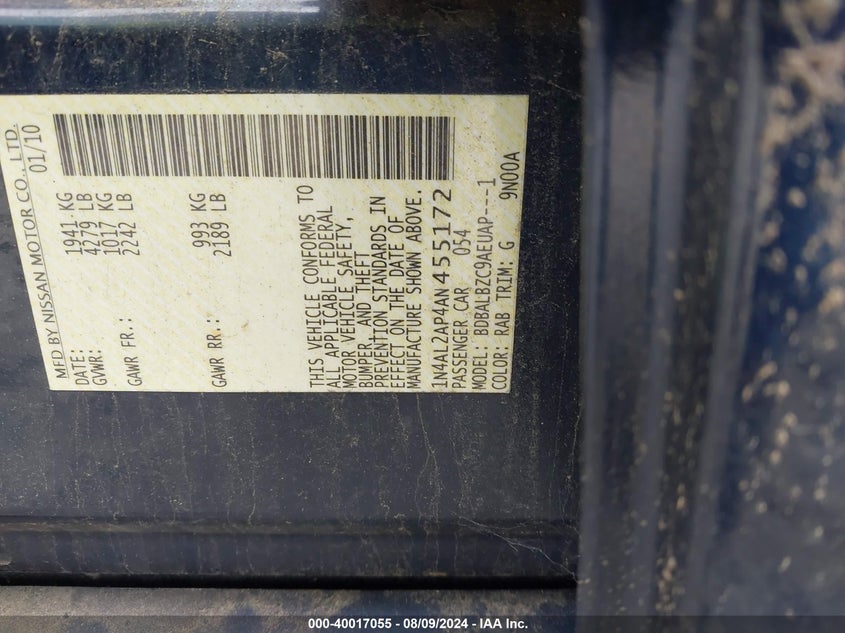 MFD BY NISSAN MOTOR CO., LTD.
DATE: 01/10
GVWR: 1941 KG
4279 LB
GAWR FR.: 1017 KG
2242 LB
GAWR RR.: 993 KG
2189 LB
THIS VEHICLE CONFORMS TO
ALL APPLICABLE FEDERAL
MOTOR VEHICLE SAFETY,
BUMPER, AND THEFT
PREVENTION STANDARDS IN
EFFECT ON THE DATE OF
MANUFACTURE SHOWN ABOVE.
1N4AL2AP4AN455172
PASSENGER CAR 054
MODEL: BDBALBZC9AEUAP---1
COLOR: BAB TRIM: G 9N00A
000-40017055 - 08/09/2024 - IAA Inc.